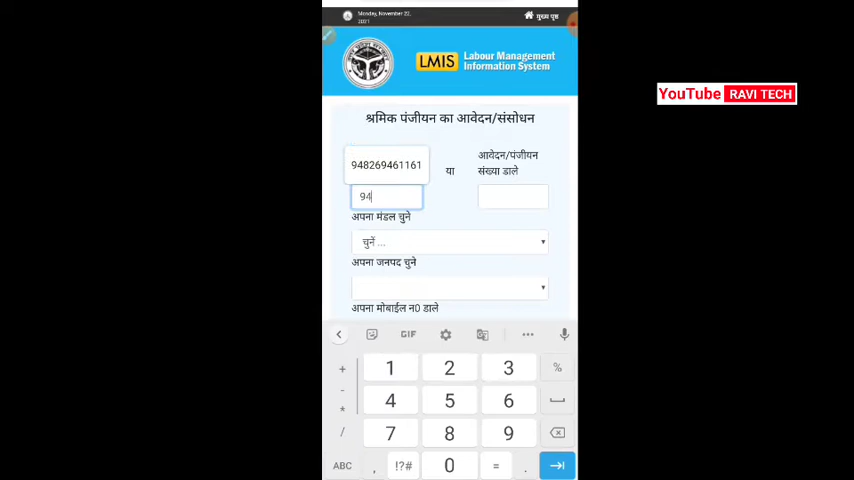 Monday, November 22,
2021
मुख्य पृष्ठ
LMIS
Labour Management
Information System
YouTube RAVI TECH
श्रमिक पंजीयन का आवेदन/संसोधन
948269461161
या
आवेदन/पंजीयन
संख्या डाले
94
अपना मंडल चुने
चुनें ...
अपना जनपद चुने
अपना मोबाईल न0 डाले
GIF
+ 1 2 3 %
-
* 4 5 6
/ 7 8 9
ABC , !?# 0 = .